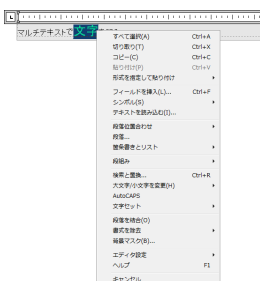 マルチテキストで文字
すべて選択(A) Ctrl+A
切り取り(T) Ctrl+X
コピー(C) Ctrl+C
貼り付け(P) Ctrl+V
形式を指定して貼り付け
フィールドを挿入(L)... Ctrl+F
シンボル(S)
テキストを読み込む(I)...
段落位置合わせ
段落...
箇条書きとリスト
段組み
検索と置換... Ctrl+R
大文字/小文字を変更(H)
AutoCAPS
文字セット
段落を結合(O)
書式を除去
背景マスク(B)...
エディタ設定
ヘルプ F1
キャンセル